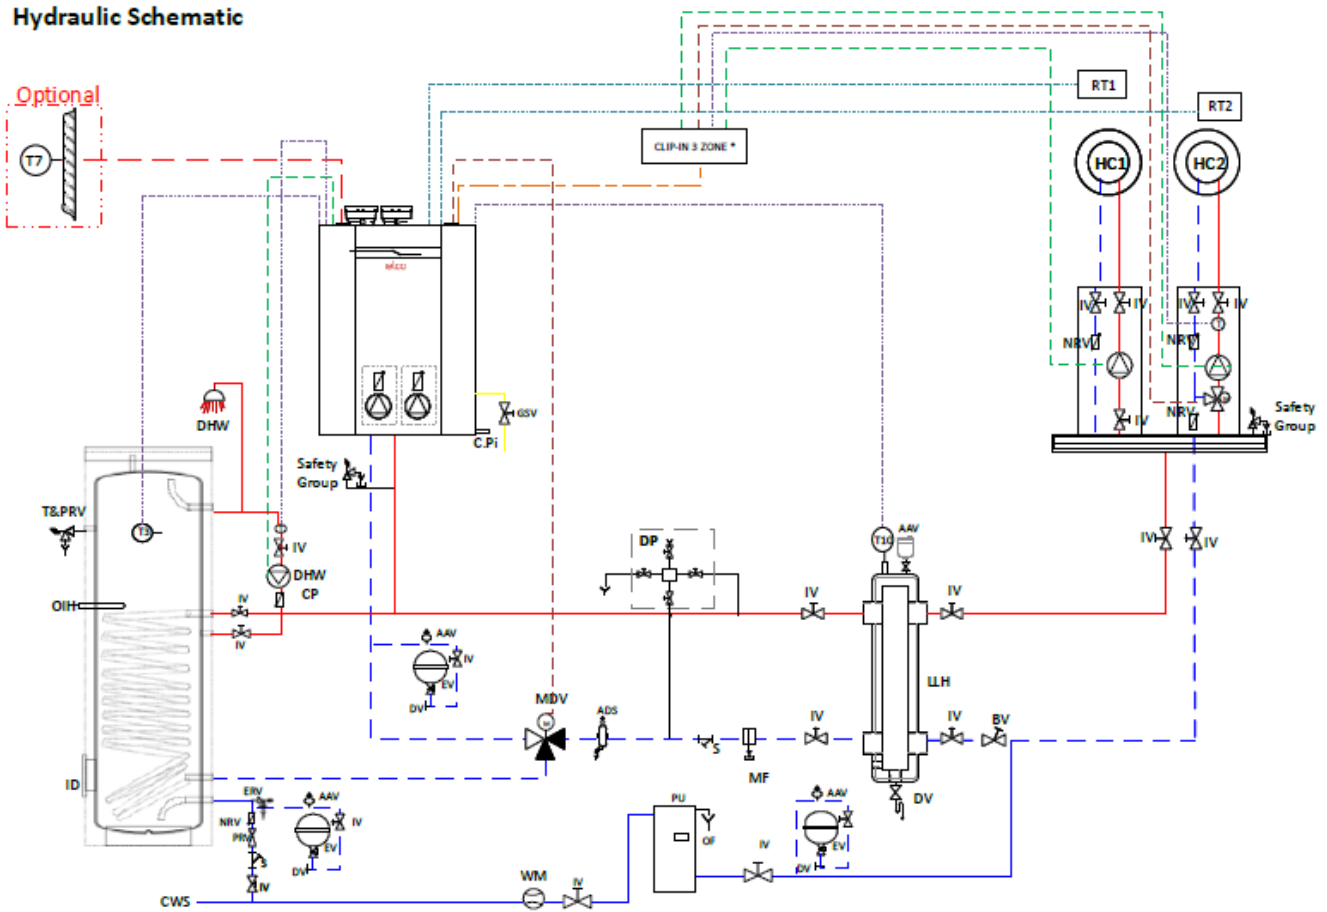 Hydraulic Schematic
Optional
T7
RT1
RT2
CLIP-IN 3 ZONE *
HC1
HC2
IV
IV
IV
IV
T
NRV
NRV
GSV
C.Pi
DHW
IV
NRV
Safety
Group
Safety
Group
T&PRV
T3
IV
DHW
CP
DP
T10
AAV
IV
IV
OIH
IV
IV
IV
IV
AAV
IV
EV
DV
MDV
M
ADS
LLH
IV
IV
BV
S
MF
ID
ERV
AAV
NRV
IV
PRV
EV
S
DV
IV
CWS
WM
IV
PU
OF
IV
AAV
IV
EV
DV
DV